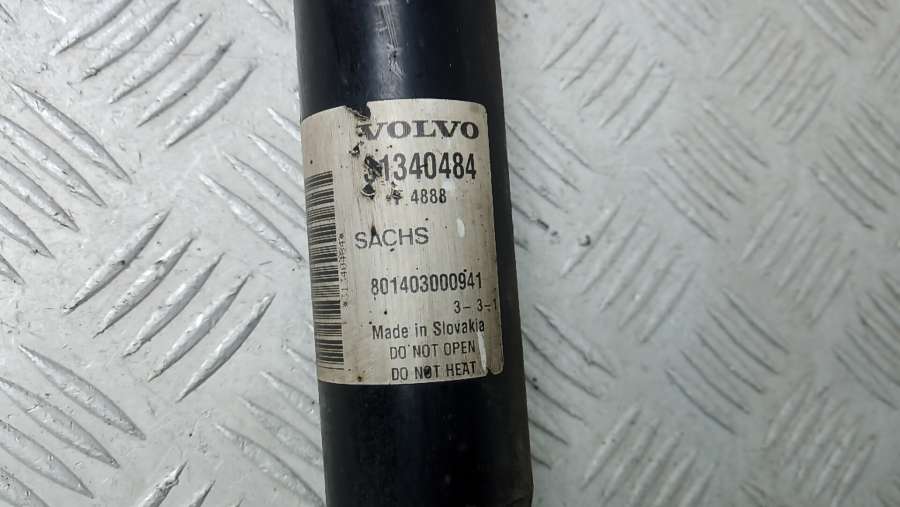 VOLVO
31340484
4888
SACHS
801403000941
3-3-1
Made in Slovakia
DO NOT OPEN
DO NOT HEAT